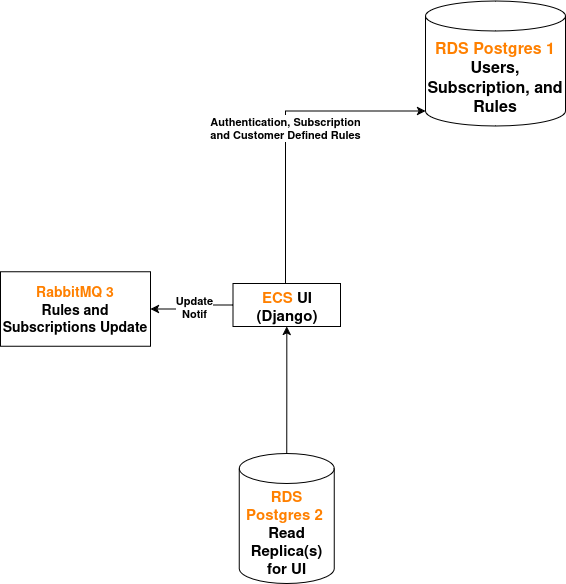 RDS Postgres 1
Users,
Subscription, and
Rules
Authentication, Subscription
and Customer Defined Rules
RabbitMQ 3
Rules and
Subscriptions Update
Update
Notif
ECS UI
(Django)
RDS
Postgres 2
Read
Replica(s)
for UI